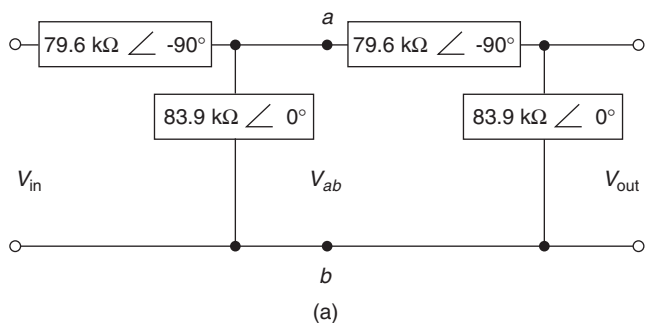 a
79.6 kΩ ∠ -90° 79.6 kΩ ∠ -90°
83.9 kΩ ∠ 0° 83.9 kΩ ∠ 0°
Vin Vab Vout
b
(a)